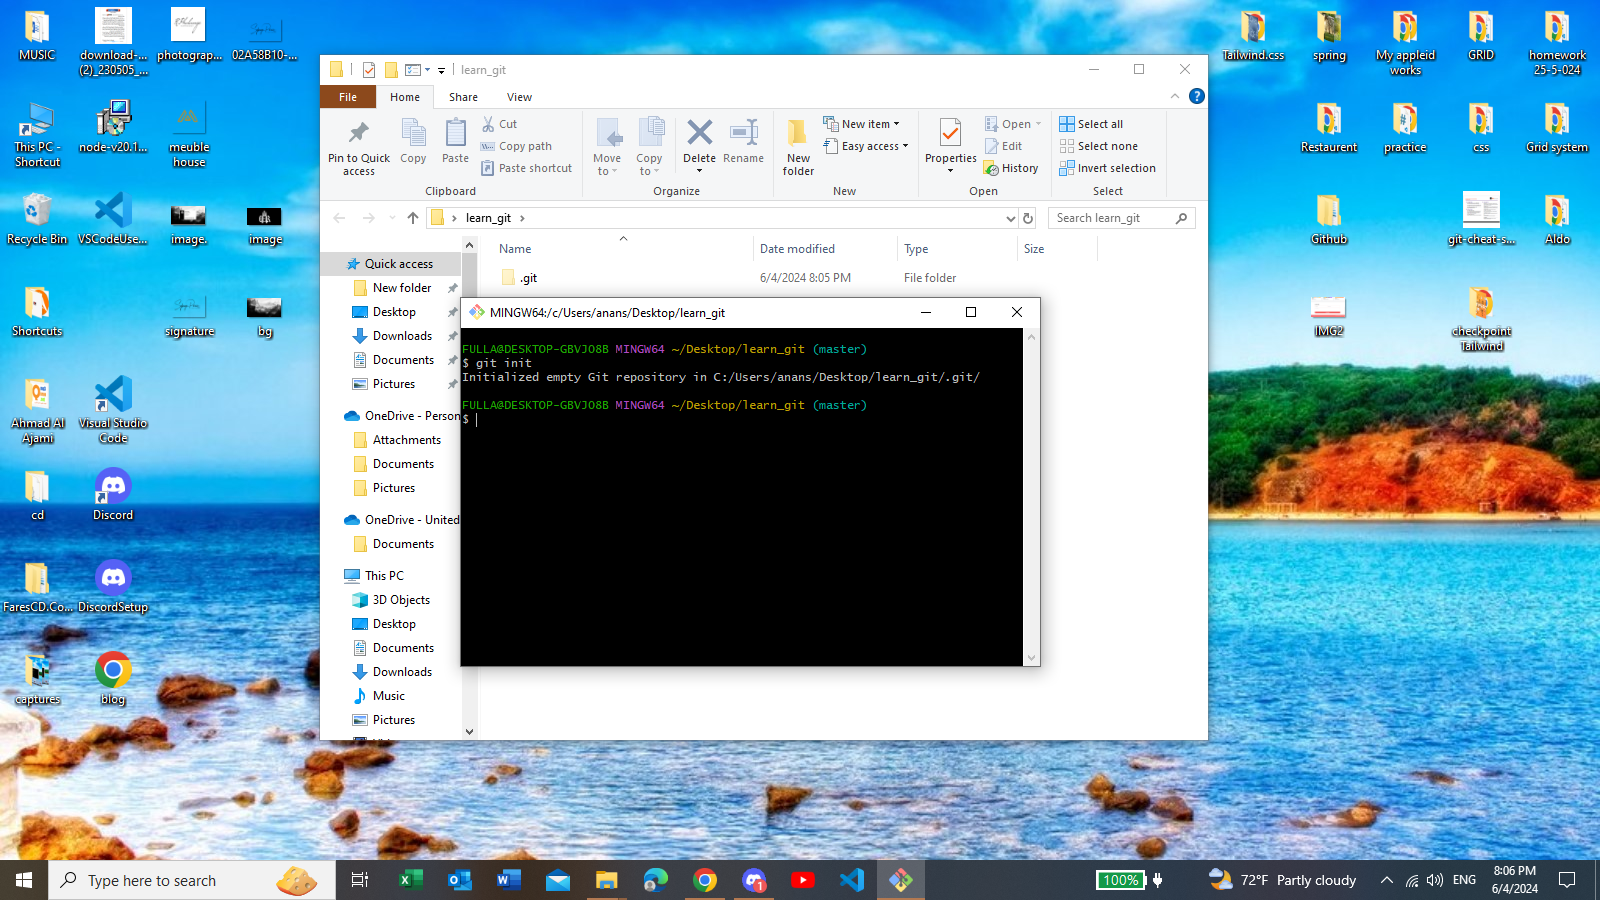 MUSIC
download-...
(2)_230505_...
photograp...
02A58B10-...
This PC -
Shortcut
node-v20.1...
meuble
house
Recycle Bin
VSCodeUse...
image.
image
Shortcuts
signature
bg
Ahmad Al
Ajami
Visual Studio
Code
cd
Discord
FaresCD.Co...
DiscordSetup
captures
blog
learn_git
File
Home
Share
View
Pin to Quick
access
Copy
Paste
Cut
Copy path
Paste shortcut
Clipboard
Move
to
Copy
to
Delete
Rename
Organize
New
folder
New item
Easy access
New
Properties
Open
Edit
History
Open
Select all
Select none
Invert selection
Select
learn_git
Search learn_git
Name
Date modified
Type
Size
.git
6/4/2024 8:05 PM
File folder
Quick access
New folder
Desktop
Downloads
Documents
Pictures
OneDrive - Person
Attachments
Documents
Pictures
OneDrive - United
Documents
This PC
3D Objects
Desktop
Documents
Downloads
Music
Pictures
MINGW64:/c/Users/anans/Desktop/learn_git
FULLA@DESKTOP-GBVJO8B MINGW64 ~/Desktop/learn_git (master)
$ git init
Initialized empty Git repository in C:/Users/anans/Desktop/learn_git/.git/
FULLA@DESKTOP-GBVJO8B MINGW64 ~/Desktop/learn_git (master)
$
Tailwind.css
spring
My appleid
works
GRID
homework
25-5-024
Restaurent
practice
css
Grid system
Github
git-cheat-s...
Aldo
IMG2
checkpoint
Tailwind
Type here to search
1
100%
72°F Partly cloudy
ENG
8:06 PM
6/4/2024